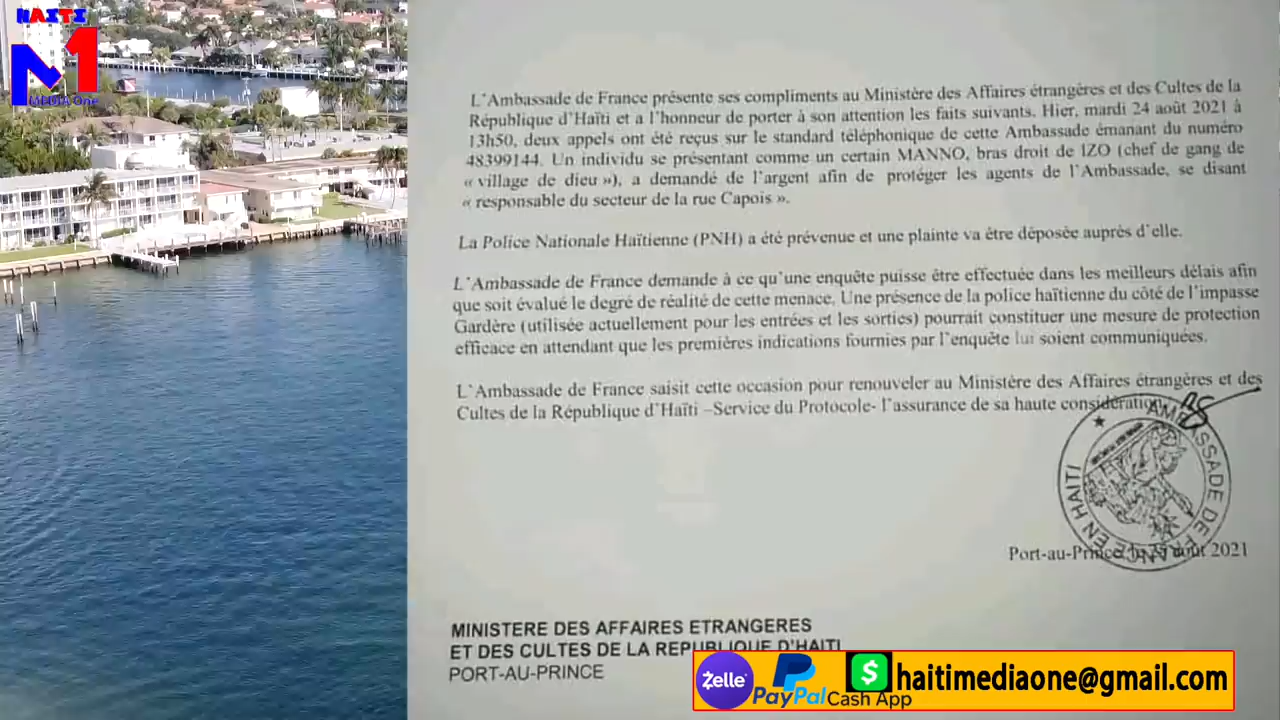 HAITI
M1
MEDIA One
L'Ambassade de France présente ses compliments au Ministère des Affaires étrangères et des Cultes de la
République d'Haïti et a l'honneur de porter à son attention les faits suivants. Hier, mardi 24 août 2021 à
13h50, deux appels ont été reçus sur le standard téléphonique de cette Ambassade émanant du numéro
48399144. Un individu se présentant comme un certain MANNO, bras droit de IZO (chef de gang de
« village de dieu »), a demandé de l'argent afin de protéger les agents de l'Ambassade, se disant
« responsable du secteur de la rue Capois ».
La Police Nationale Haïtienne (PNH) a été prévenue et une plainte va être déposée auprès d'elle.
L'Ambassade de France demande à ce qu'une enquête puisse être effectuée dans les meilleurs délais afin
que soit évalué le degré de réalité de cette menace. Une présence de la police haïtienne du côté de l'impasse
Gardère (utilisée actuellement pour les entrées et les sorties) pourrait constituer une mesure de protection
efficace en attendant que les premières indications fournies par l'enquête lui soient communiquées.
L'Ambassade de France saisit cette occasion pour renouveler au Ministère des Affaires étrangères et des
Cultes de la République d'Haïti –Service du Protocole- l'assurance de sa haute considération
AMBASSADE DE FRANCE EN HAITI
Port-au-Prince, août 2021
MINISTERE DES AFFAIRES ETRANGERES
ET DES CULTES DE LA REPUBLIQUE D'HAITI
PORT-AU-PRINCE
Zelle
PayPal
$
Cash App
haitimediaone@gmail.com